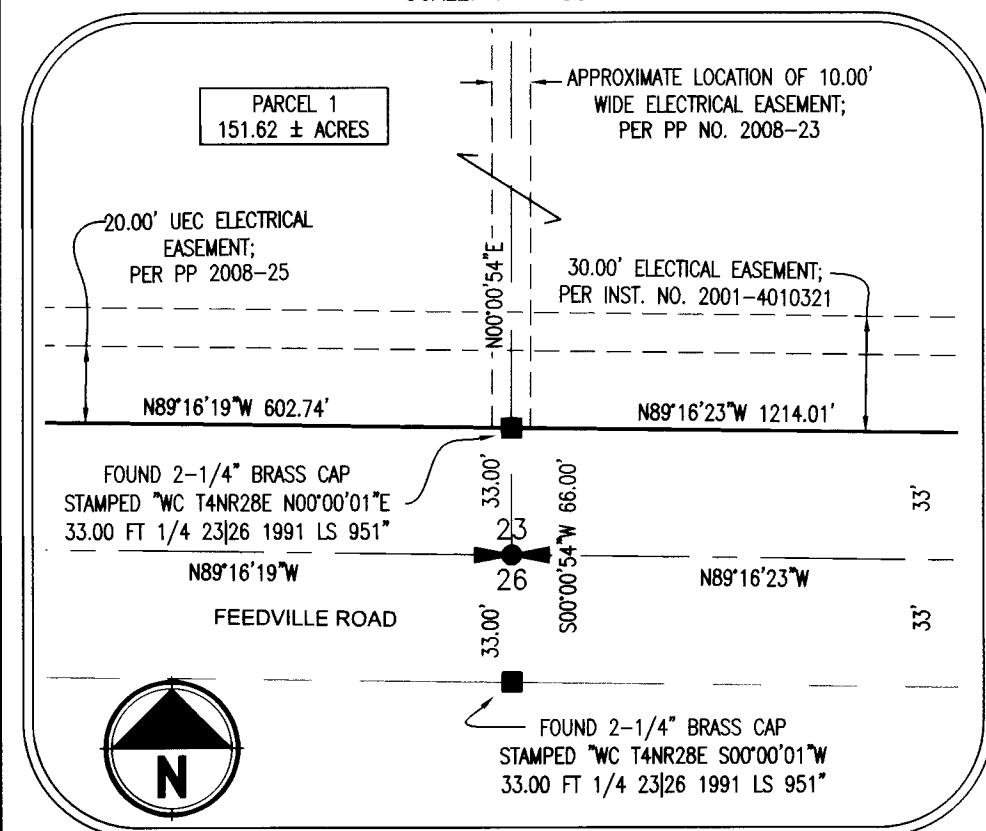 PARCEL 1
151.62 ± ACRES
APPROXIMATE LOCATION OF 10.00'
WIDE ELECTRICAL EASEMENT;
PER PP NO. 2008-23
20.00' UEC ELECTRICAL
EASEMENT;
PER PP 2008-25
N00°00'54"E
30.00' ELECTICAL EASEMENT;
PER INST. NO. 2001-4010321
N89°16'19"W 602.74'
N89°16'23"W 1214.01'
FOUND 2-1/4" BRASS CAP
STAMPED "WC T4NR28E N00°00'01"E
33.00 FT 1/4 23|26 1991 LS 951"
33.00'
S00°00'54"W 66.00'
33'
23
26
N89°16'19"W
N89°16'23"W
FEEDVILLE ROAD
33.00'
33'
N
FOUND 2-1/4" BRASS CAP
STAMPED "WC T4NR28E S00°00'01"W
33.00 FT 1/4 23|26 1991 LS 951"